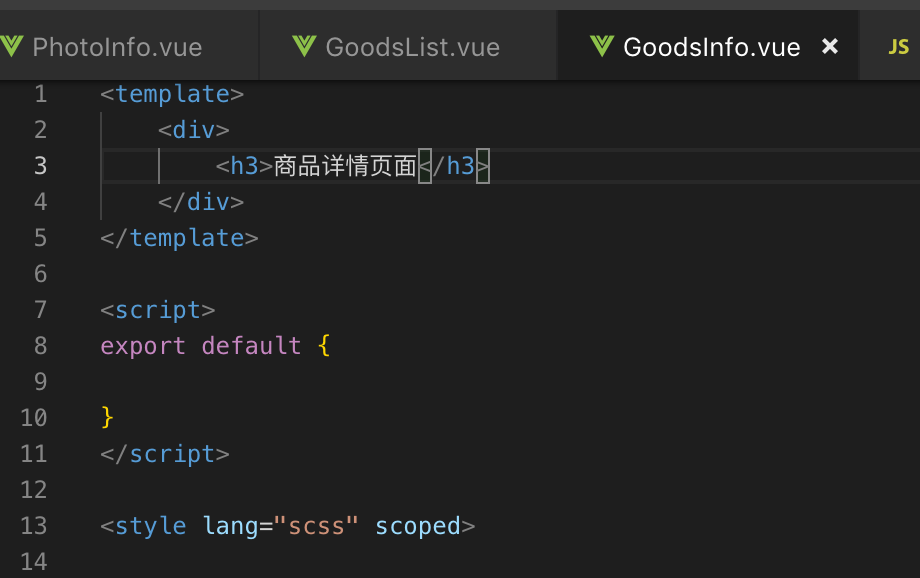 PhotoInfo.vue GoodsList.vue GoodsInfo.vue × JS
1 <template>
2 <div>
3 <h3>商品详情页面</h3>
4 </div>
5 </template>
6
7 <script>
8 export default {
9
10 }
11 </script>
12
13 <style lang="scss" scoped>
14